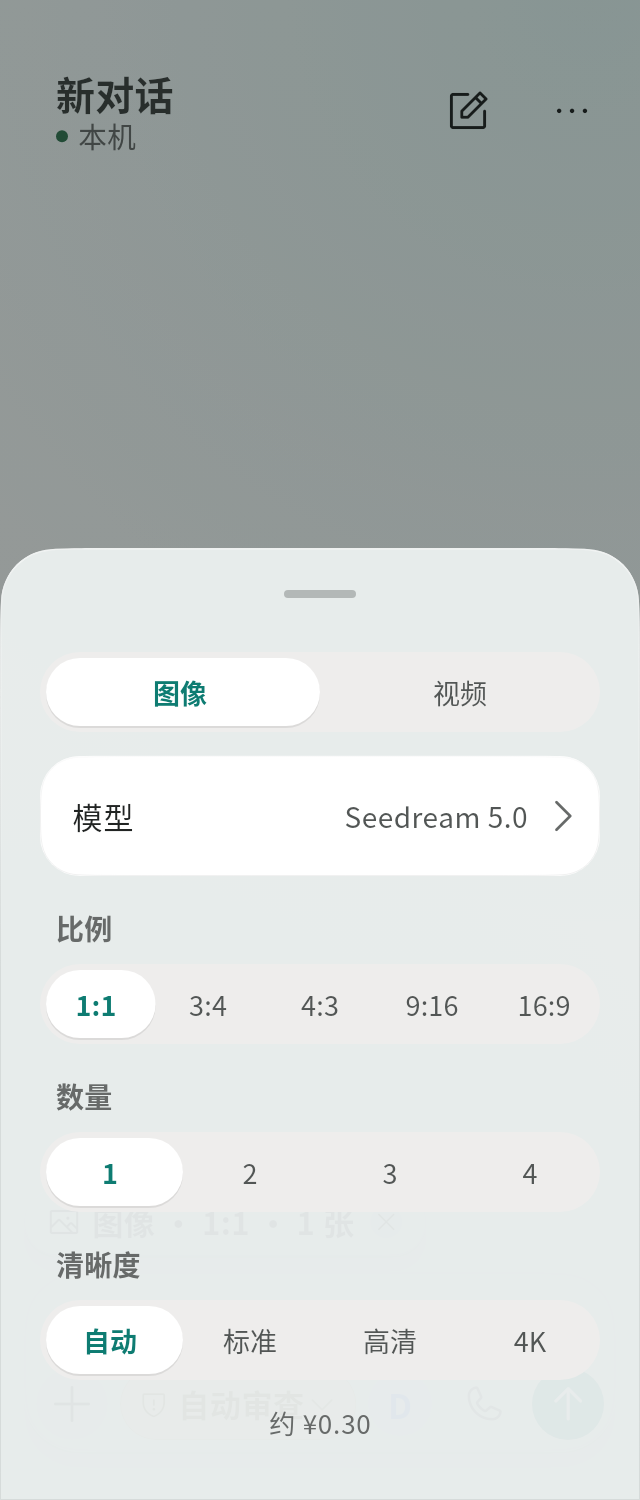 新对话
本机
图像 视频
模型 Seedream 5.0
比例
1:1 3:4 4:3 9:16 16:9
数量
1 2 3 4
图像 · 1:1 · 1 张
清晰度
自动 标准 高清 4K
自动审查 D
约 ¥0.30